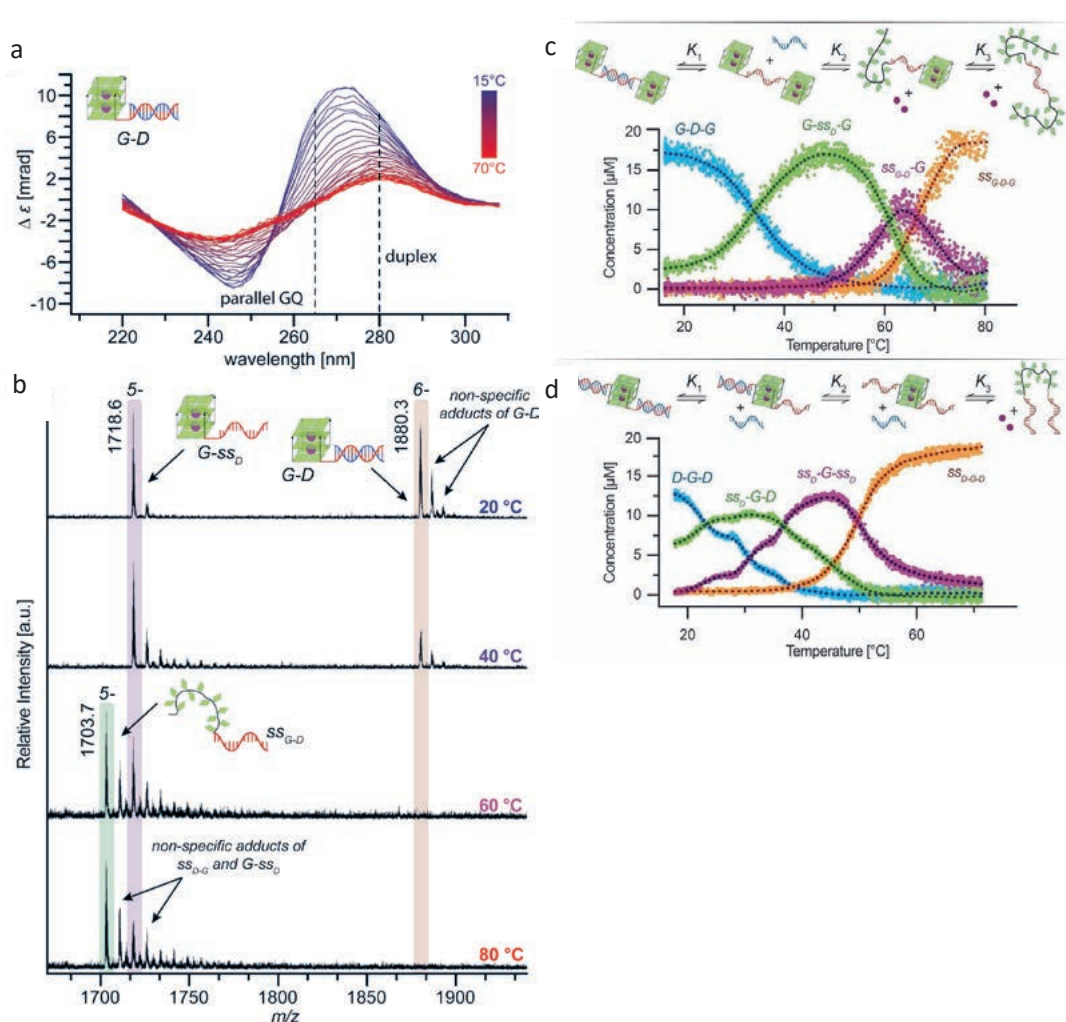 a
10
6
2
-2
-6
-10
Δ ε [mrad]
G-D
15°C
70°C
parallel GQ
duplex
220
240
260
280
300
wavelength [nm]
b
5-
1718.6
G-ssD
G-D
6-
1880.3
non-specific
adducts of G-D
20 °C
40 °C
5-
1703.7
ssG-D
60 °C
non-specific adducts of
ssD-G and G-ssD
80 °C
Relative Intensity [a.u.]
1700
1750
1800
1850
1900
m/z
c
K1
K2
K3
+
+
+
20
15
10
5
0
Concentration [µM]
G-D-G
G-ssD-G
ssG-D-G
ssG-D-G
20
40
60
80
Temperature [°C]
d
K1
K2
K3
+
+
+
20
15
10
5
0
Concentration [µM]
D-G-D
ssD-G-D
ssD-G-ssD
ssD-G-D
20
40
60
Temperature [°C]